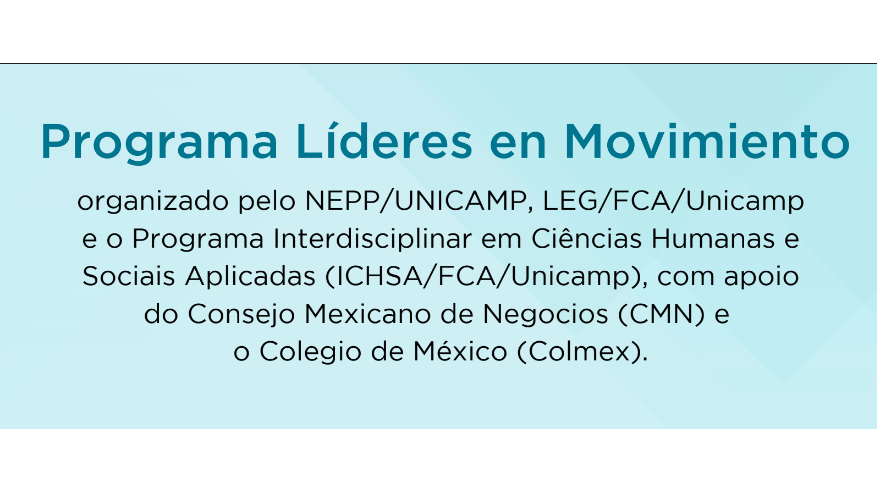 Programa Líderes en Movimiento
organizado pelo NEPP/UNICAMP, LEG/FCA/Unicamp
e o Programa Interdisciplinar em Ciências Humanas e
Sociais Aplicadas (ICHSA/FCA/Unicamp), com apoio
do Consejo Mexicano de Negocios (CMN) e
o Colegio de México (Colmex).